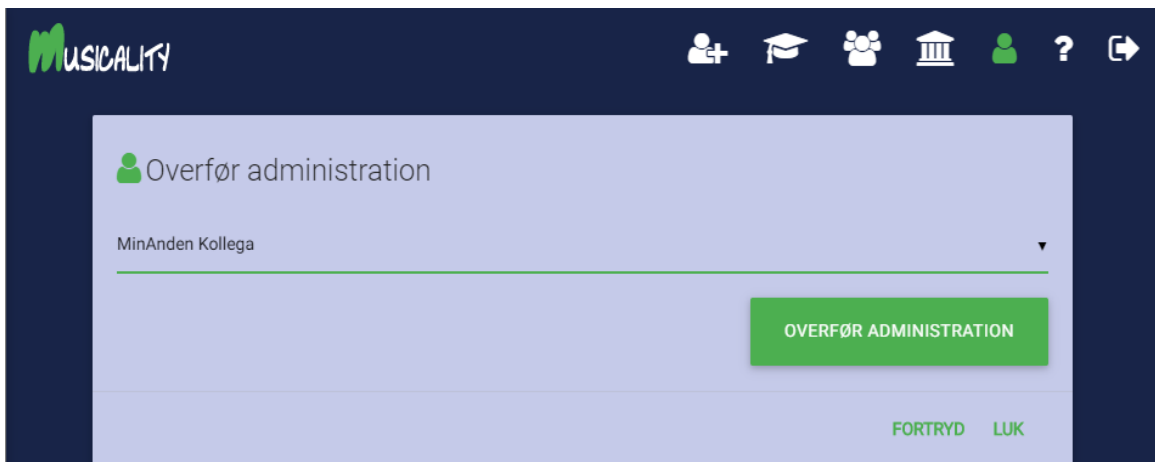 Musicality
?
Overfør administration
MinAnden Kollega
OVERFØR ADMINISTRATION
FORTRYD LUK